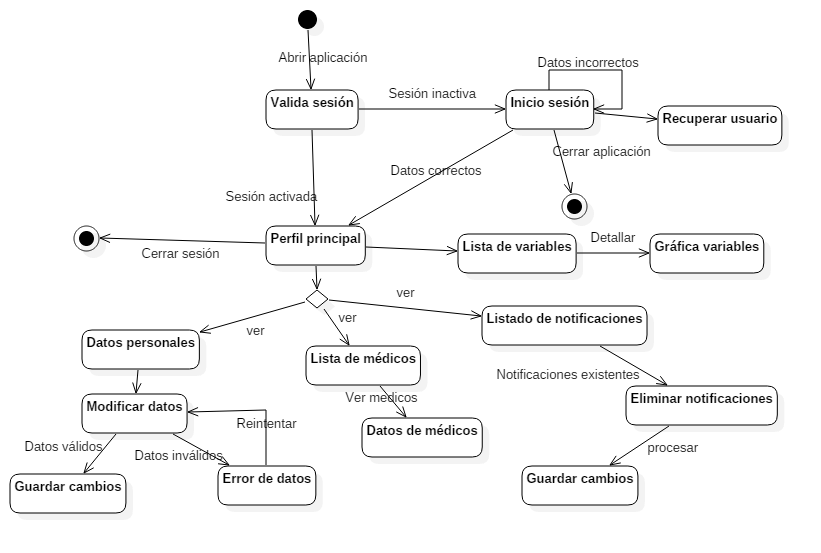 Abrir aplicación
Datos incorrectos
Valida sesión
Sesión inactiva
Inicio sesión
Recuperar usuario
Cerrar aplicación
Datos correctos
Sesión activada
Perfil principal
Cerrar sesión
Lista de variables
Detallar
Gráfica variables
ver
ver
ver
Listado de notificaciones
Datos personales
Lista de médicos
Notificaciones existentes
Ver medicos
Eliminar notificaciones
Modificar datos
Reintentar
Datos de médicos
Datos válidos
Datos inválidos
procesar
Guardar cambios
Error de datos
Guardar cambios